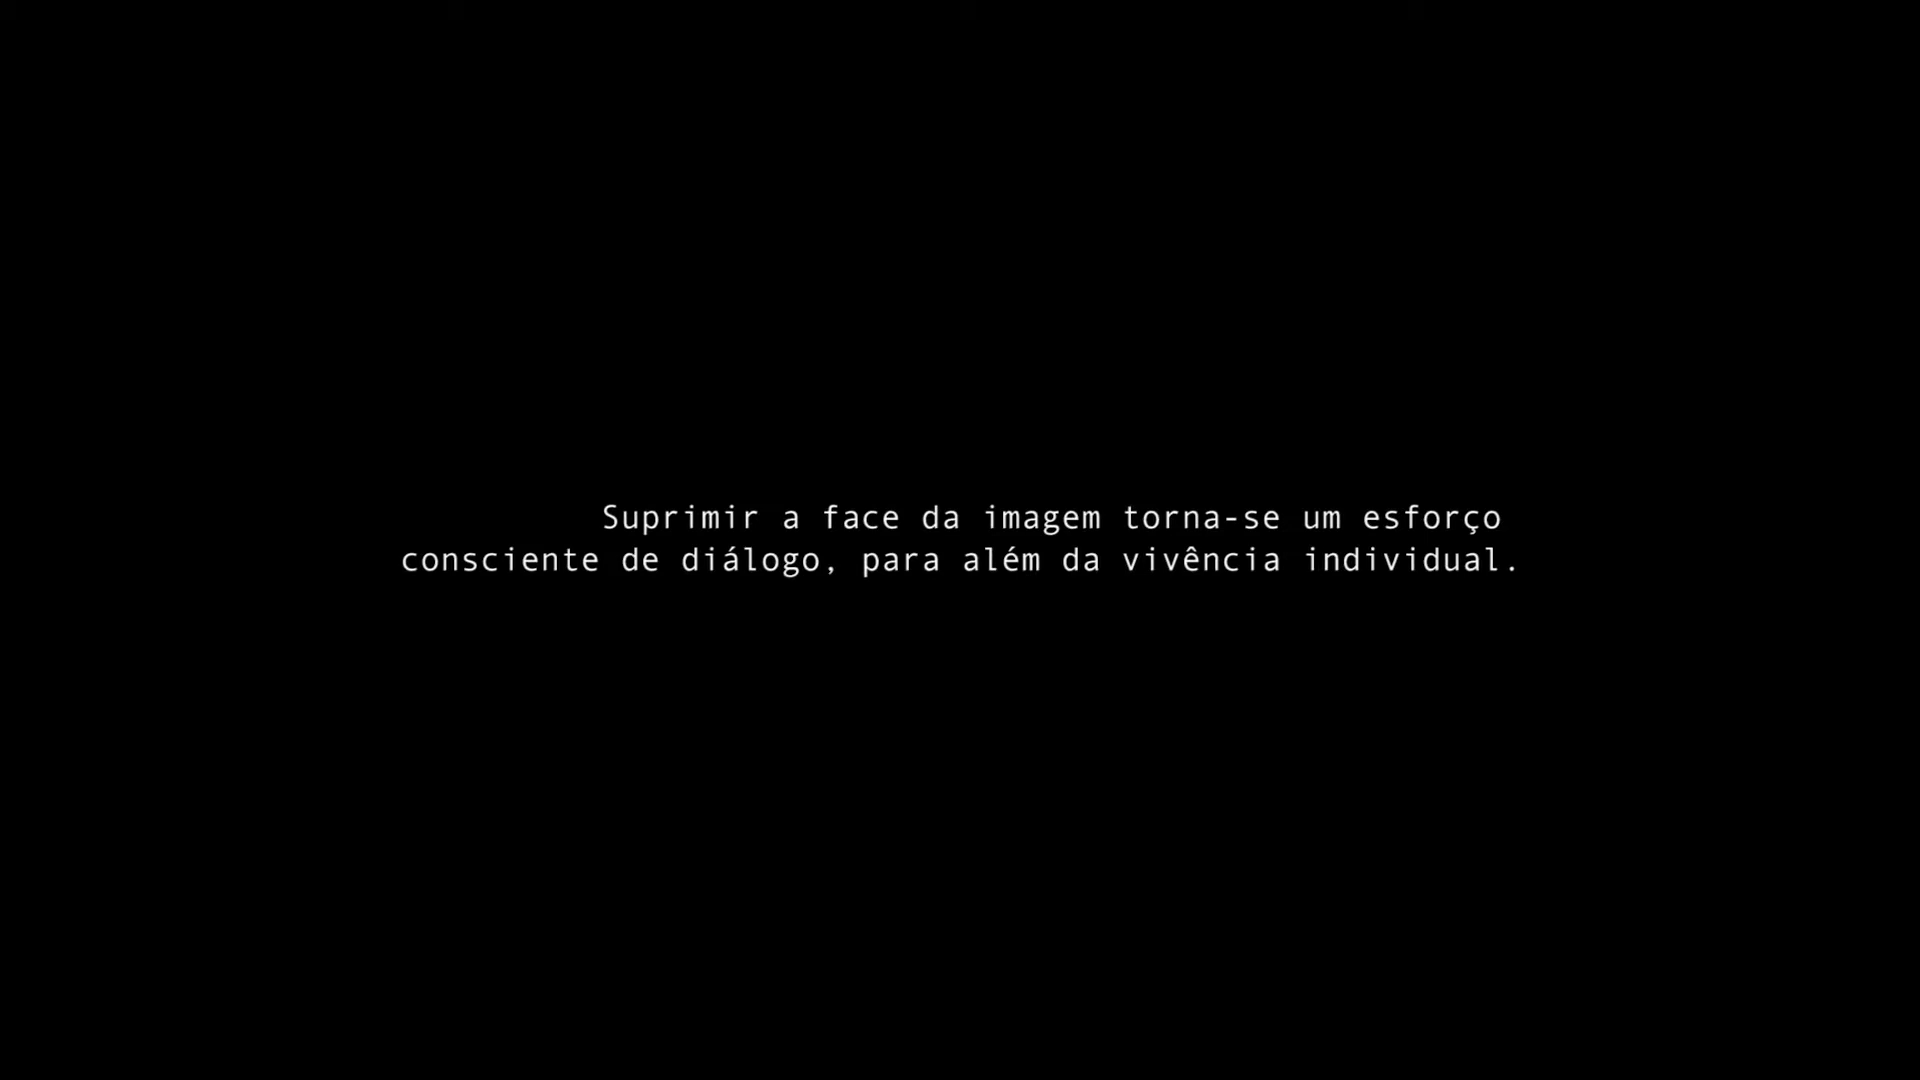 Suprimir a face da imagem torna-se um esforço
consciente de diálogo, para além da vivência individual.